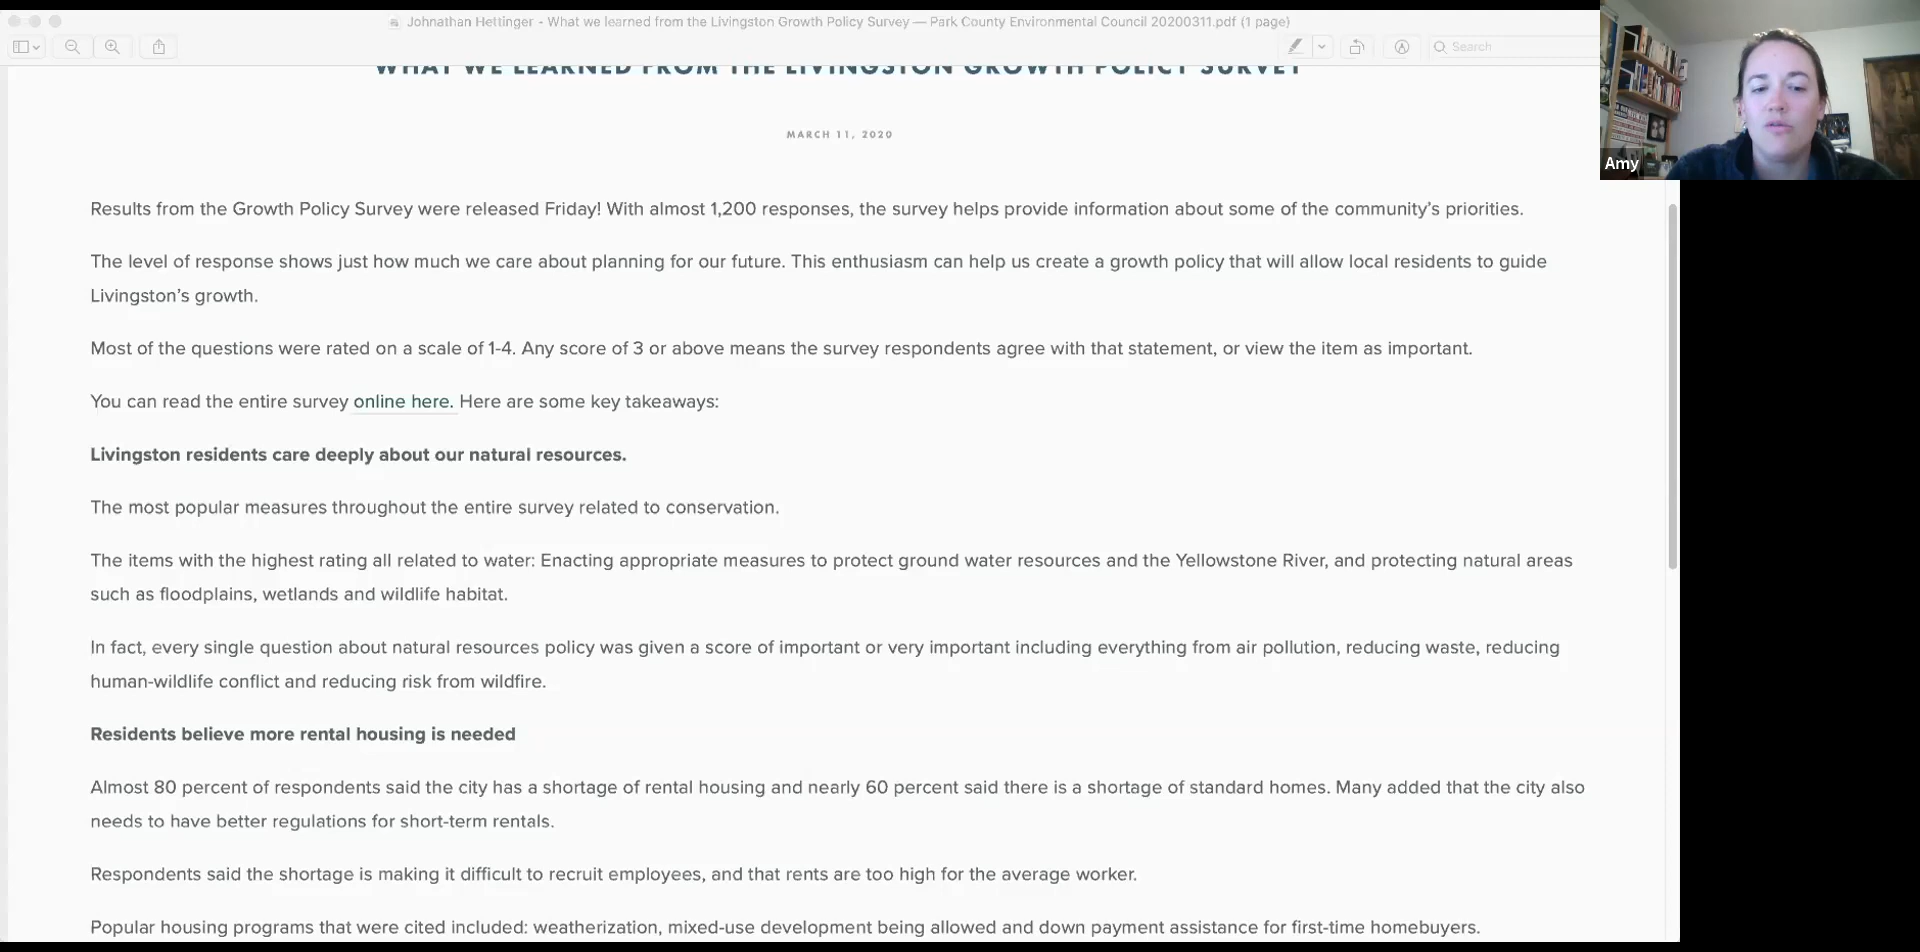 Johnathan Hettinger - What we learned from the Livingston Growth Policy Survey — Park County Environmental Council 20200311.pdf (1 page)
Search
WHAT WE LEARNED FROM THE LIVINGSTON GROWTH POLICY SURVEY
MARCH 11, 2020
Amy
Results from the Growth Policy Survey were released Friday! With almost 1,200 responses, the survey helps provide information about some of the community’s priorities.
The level of response shows just how much we care about planning for our future. This enthusiasm can help us create a growth policy that will allow local residents to guide
Livingston’s growth.
Most of the questions were rated on a scale of 1-4. Any score of 3 or above means the survey respondents agree with that statement, or view the item as important.
You can read the entire survey online here. Here are some key takeaways:
Livingston residents care deeply about our natural resources.
The most popular measures throughout the entire survey related to conservation.
The items with the highest rating all related to water: Enacting appropriate measures to protect ground water resources and the Yellowstone River, and protecting natural areas
such as floodplains, wetlands and wildlife habitat.
In fact, every single question about natural resources policy was given a score of important or very important including everything from air pollution, reducing waste, reducing
human-wildlife conflict and reducing risk from wildfire.
Residents believe more rental housing is needed
Almost 80 percent of respondents said the city has a shortage of rental housing and nearly 60 percent said there is a shortage of standard homes. Many added that the city also
needs to have better regulations for short-term rentals.
Respondents said the shortage is making it difficult to recruit employees, and that rents are too high for the average worker.
Popular housing programs that were cited included: weatherization, mixed-use development being allowed and down payment assistance for first-time homebuyers.